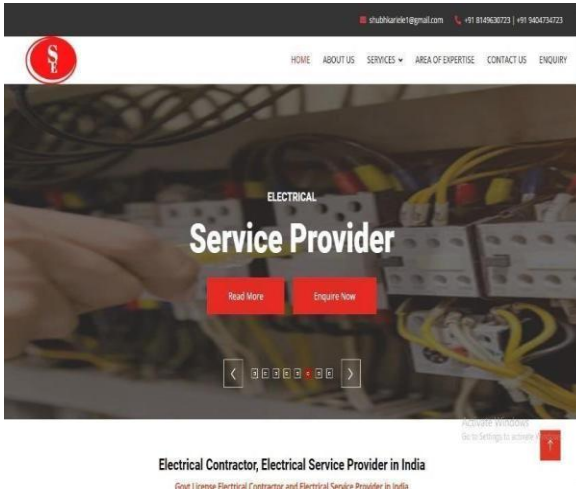 shubhkariele1@gmail.com +91 8149630723 | +91 9404734723
S
E
HOME ABOUT US SERVICES AREA OF EXPERTISE CONTACT US ENQUIRY
ELECTRICAL
Service Provider
Read More Enquire Now
Activate Windows
Go to Settings to activate Windows.
Electrical Contractor, Electrical Service Provider in India
Govt License Electrical Contractor and Electrical Service Provider in India